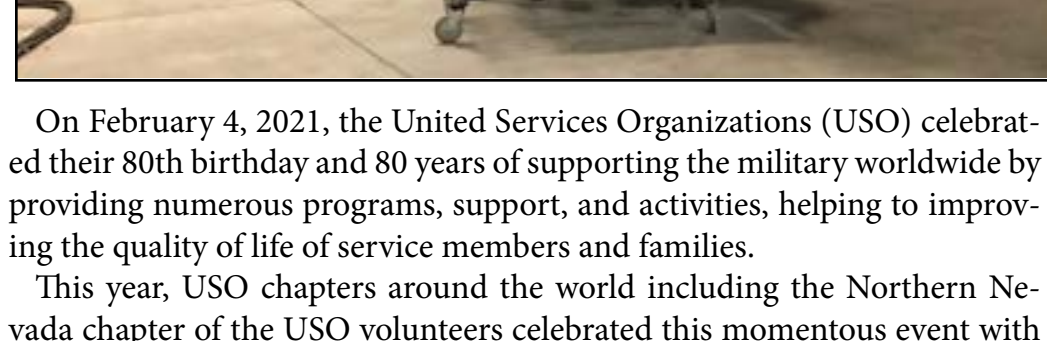 On February 4, 2021, the United Services Organizations (USO) celebrat-
ed their 80th birthday and 80 years of supporting the military worldwide by
providing numerous programs, support, and activities, helping to improv-
ing the quality of life of service members and families.
This year, USO chapters around the world including the Northern Ne-
vada chapter of the USO volunteers celebrated this momentous event with